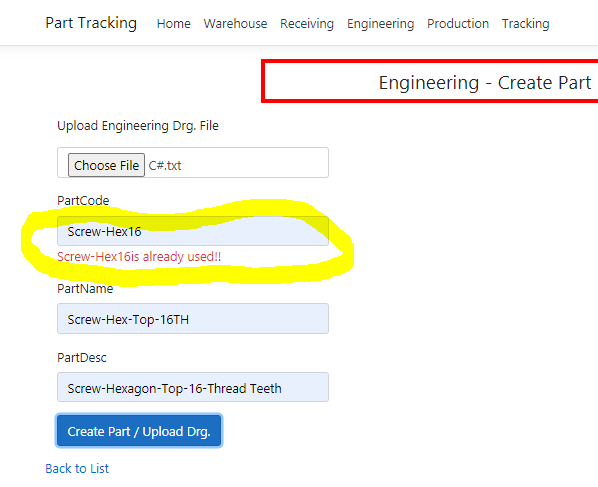 Part Tracking Home Warehouse Receiving Engineering Production Tracking
Engineering - Create Part
Upload Engineering Drg. File
Choose File C#.txt
PartCode
Screw-Hex16
Screw-Hex16is already used!!
PartName
Screw-Hex-Top-16TH
PartDesc
Screw-Hexagon-Top-16-Thread Teeth
Create Part / Upload Drg.
Back to List